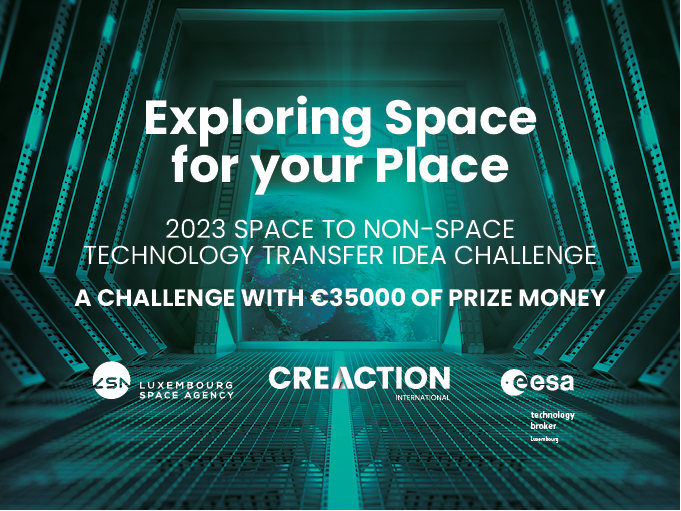 Exploring Space
for your Place
2023 SPACE TO NON-SPACE
TECHNOLOGY TRANSFER IDEA CHALLENGE
A CHALLENGE WITH €35000 OF PRIZE MONEY
LSA
LUXEMBOURG
SPACE AGENCY
CREACTION
INTERNATIONAL
esa
technology
broker
Luxembourg